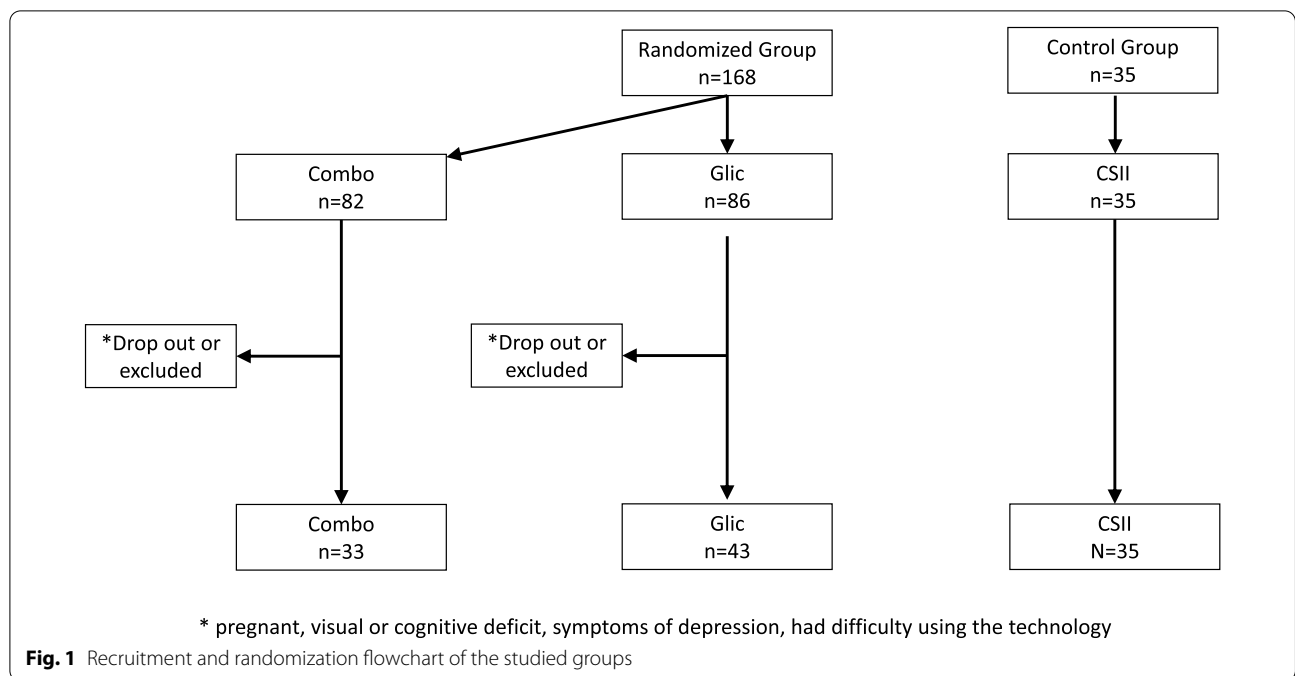 Randomized Group
n=168
Control Group
n=35
Combo
n=82
Glic
n=86
CSII
n=35
*Drop out or
excluded
*Drop out or
excluded
Combo
n=33
Glic
n=43
CSII
N=35
* pregnant, visual or cognitive deficit, symptoms of depression, had difficulty using the technology
Fig. 1 Recruitment and randomization flowchart of the studied groups